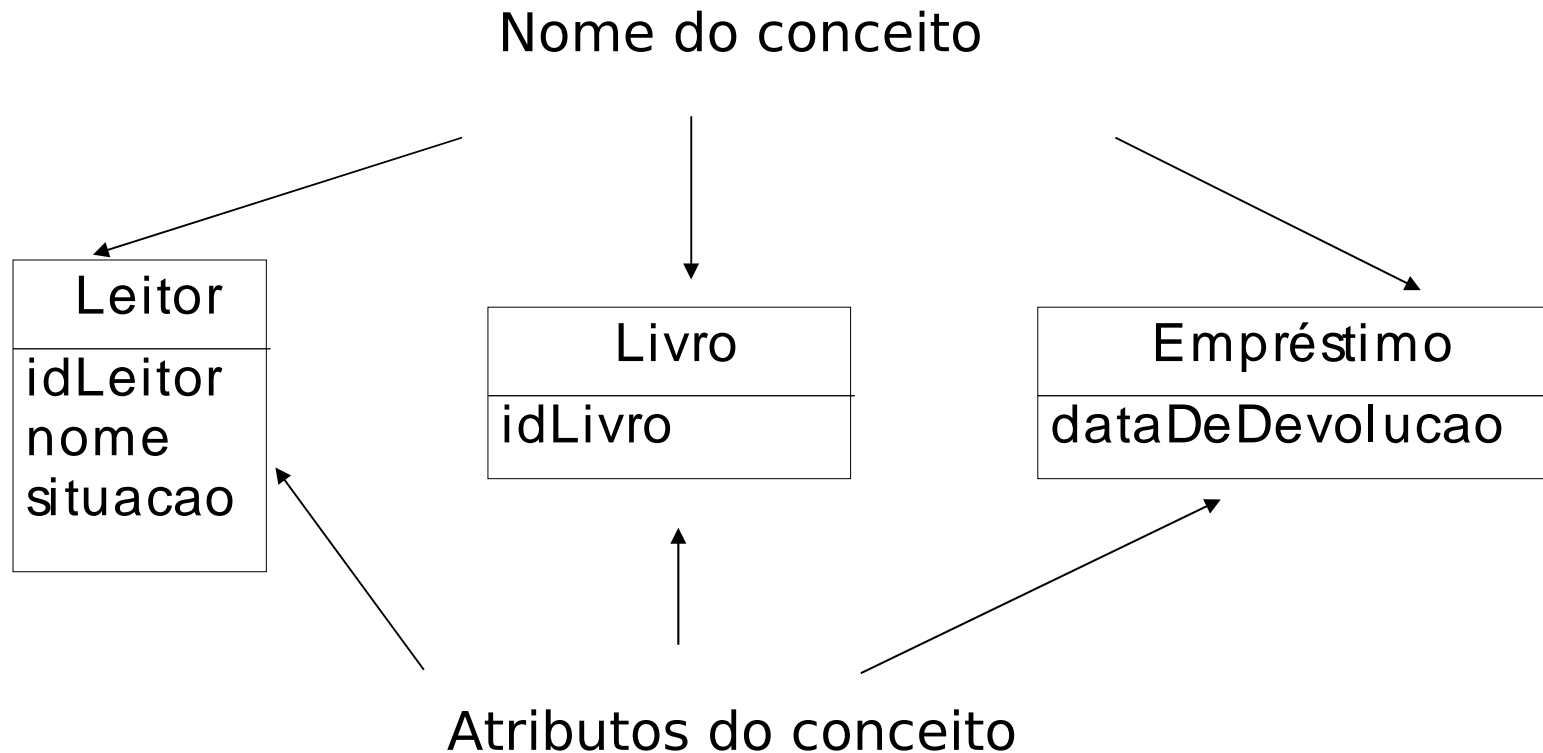 Nome do conceito
Leitor
idLeitor
nome
situacao
Livro
idLivro
Empréstimo
dataDeDevolucao
Atributos do conceito